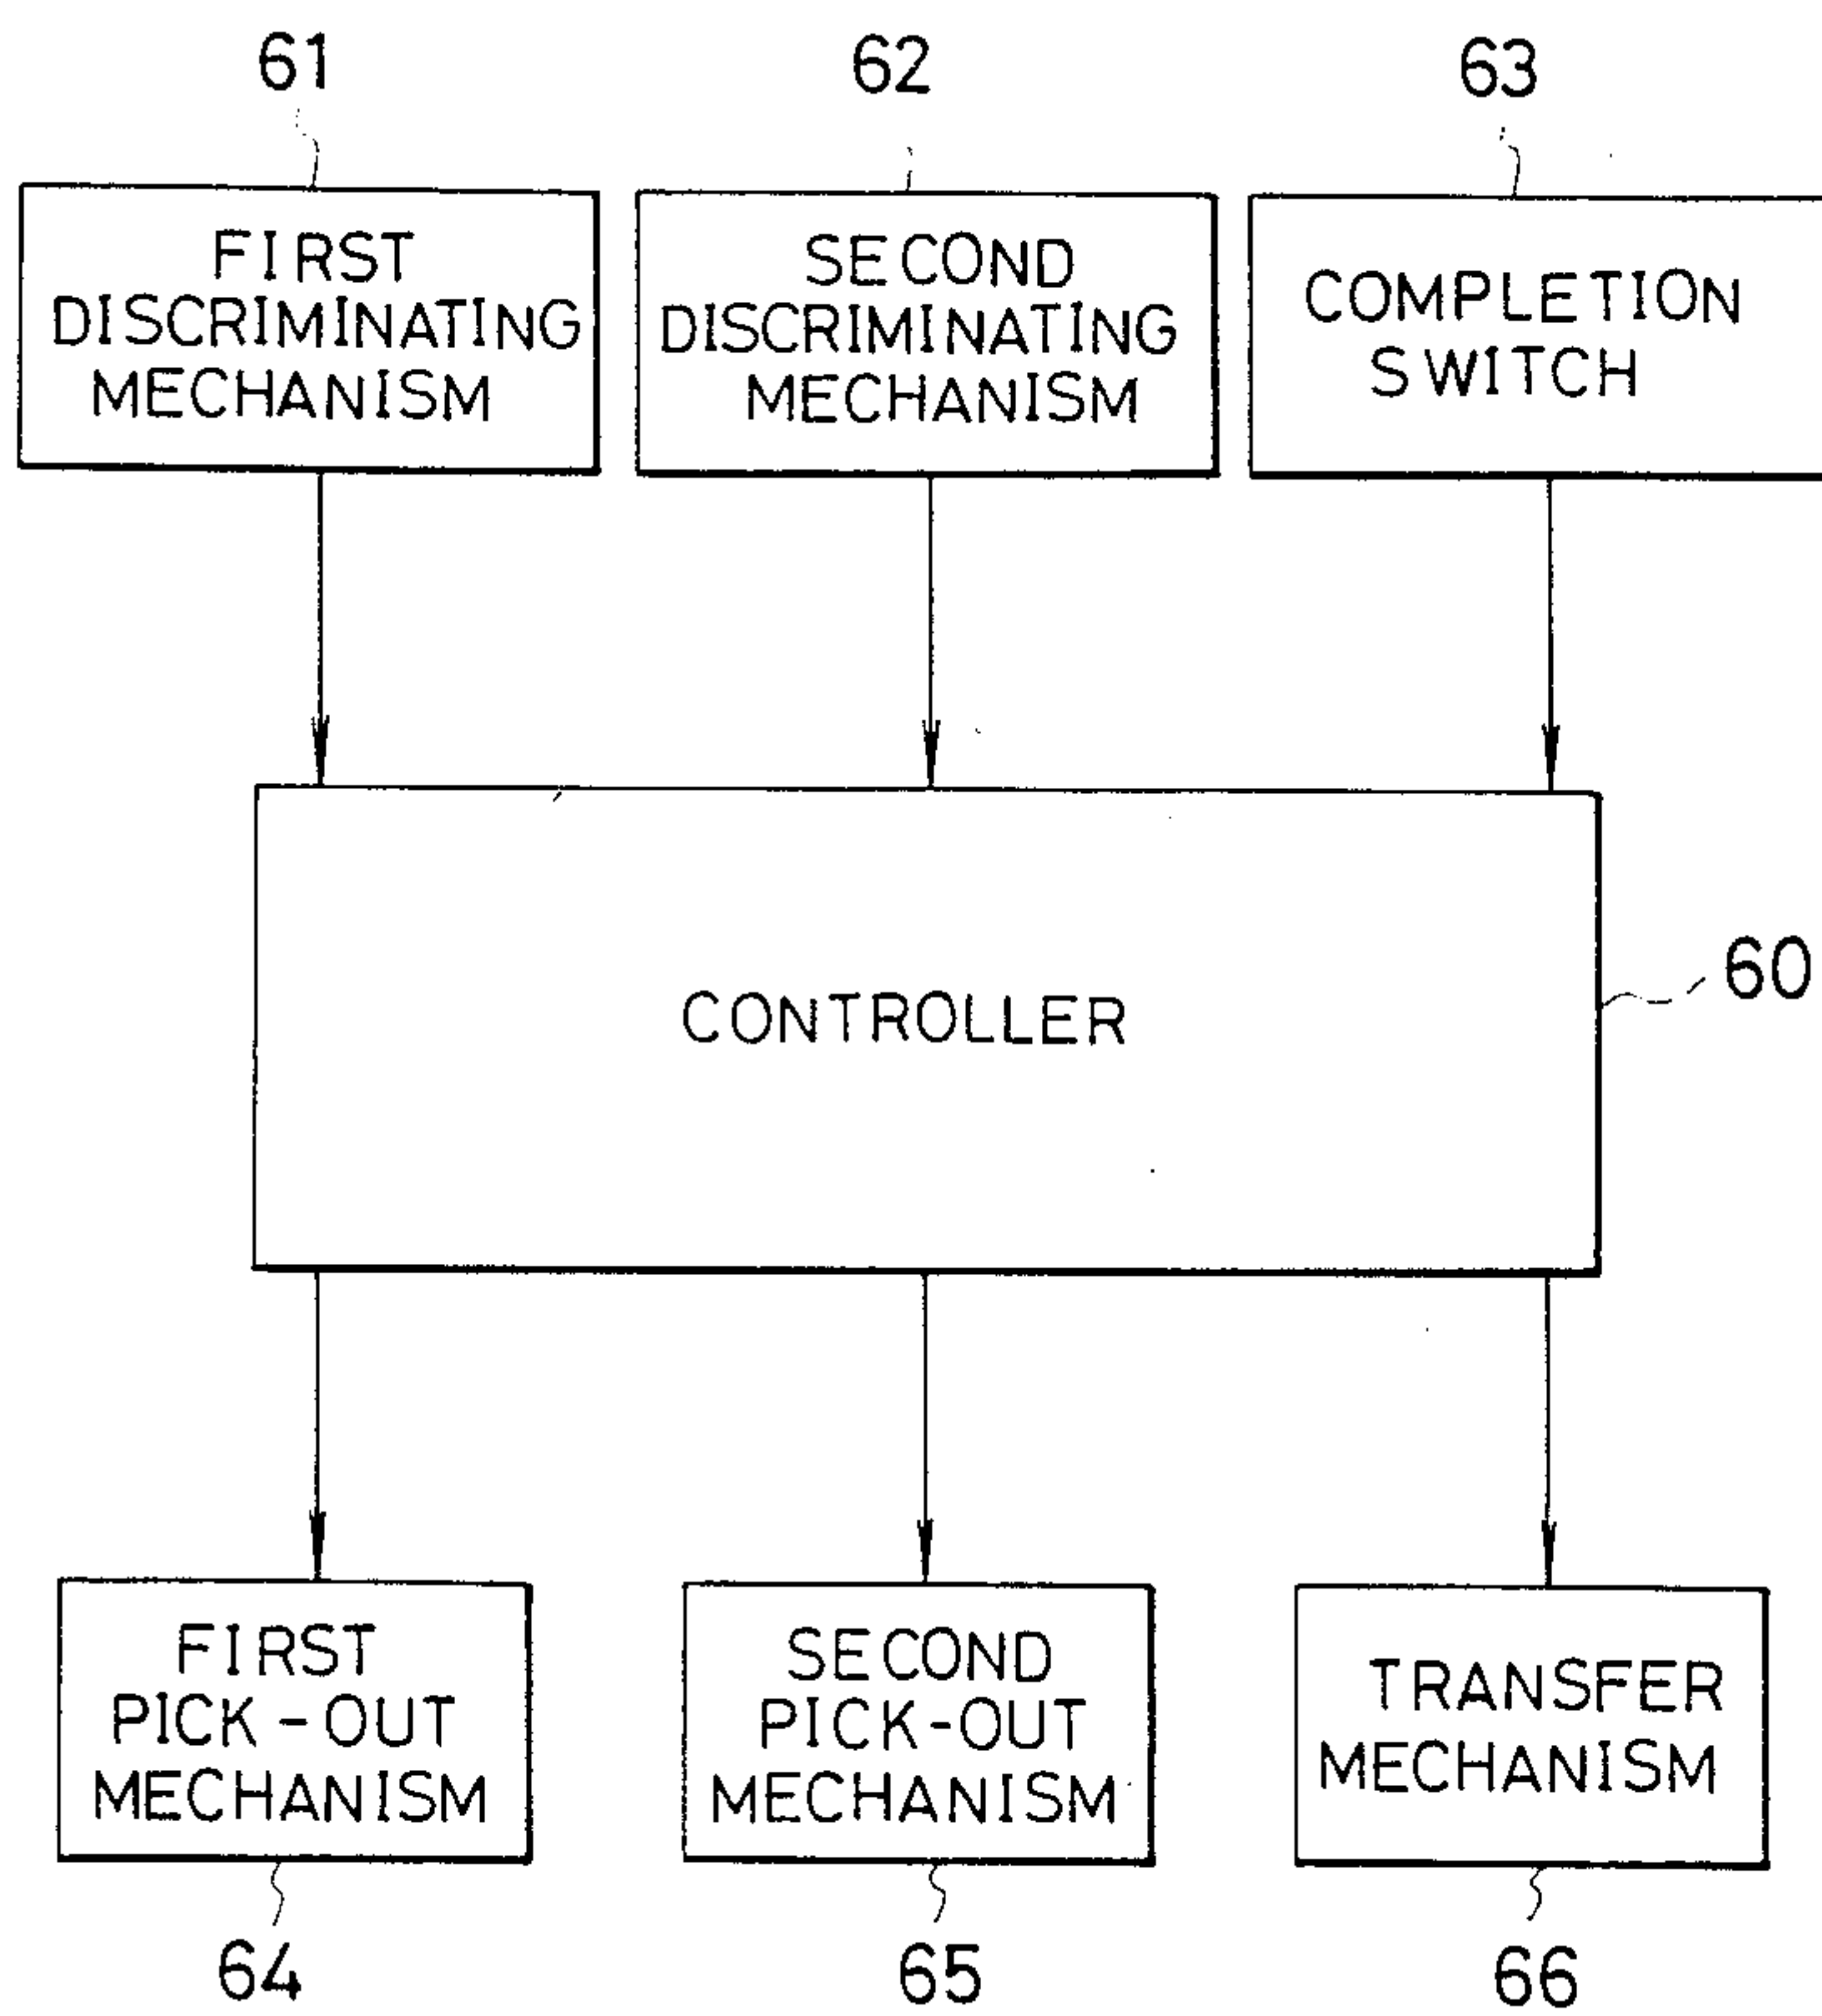 61
62
63
FIRST
DISCRIMINATING
MECHANISM
SECOND
DISCRIMINATING
MECHANISM
COMPLETION
SWITCH
CONTROLLER
60
FIRST
PICK-OUT
MECHANISM
SECOND
PICK-OUT
MECHANISM
TRANSFER
MECHANISM
64
65
66